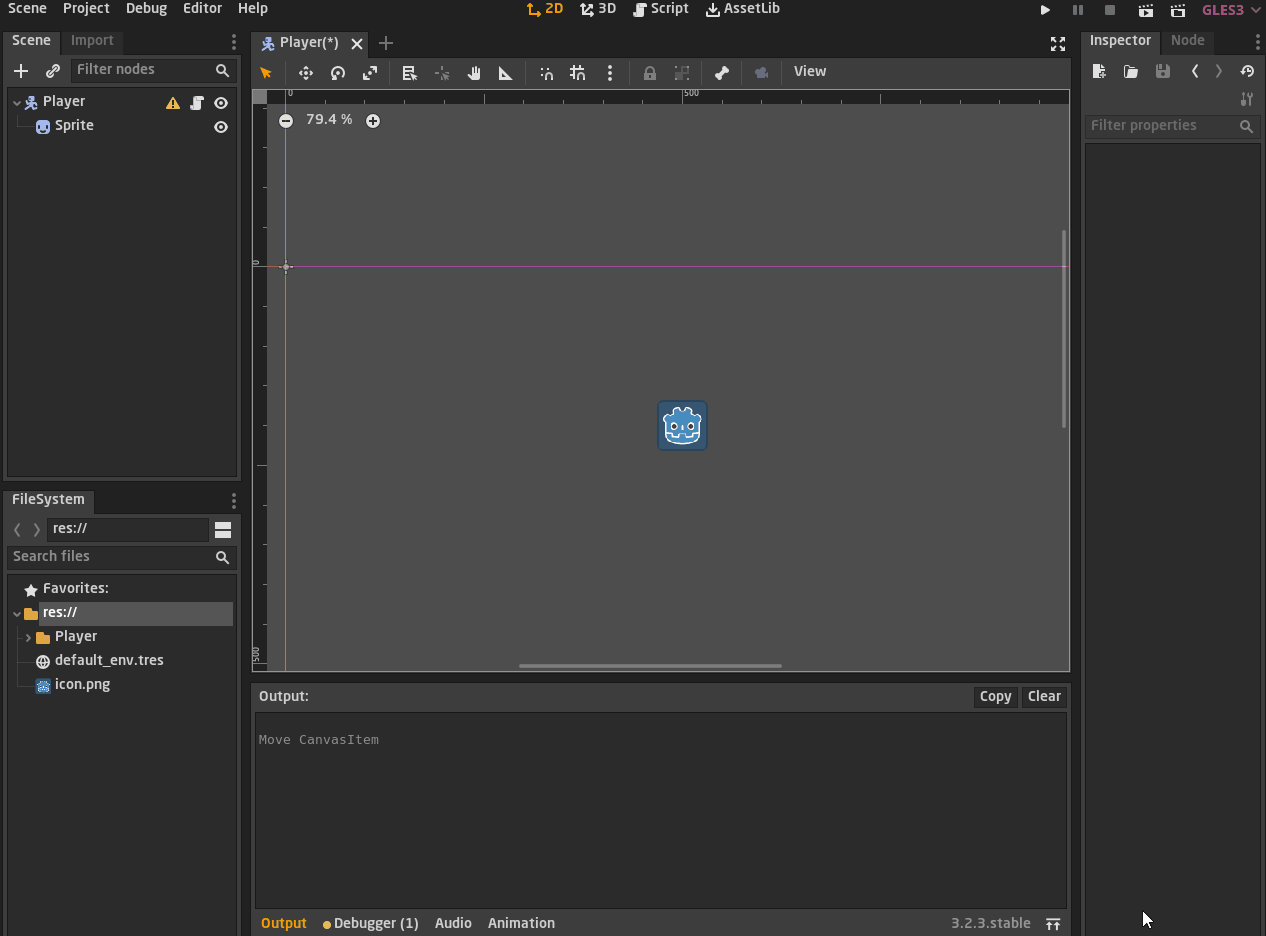 Scene Project Debug Editor Help 2D 3D Script AssetLib GLES3
Scene Import
Filter nodes
Player
Sprite
FileSystem
res://
Search files
Favorites:
res://
Player
default_env.tres
icon.png
Player(*)
View
0 500
79.4 %
0
500
Output: Copy Clear
Move CanvasItem
Output Debugger (1) Audio Animation 3.2.3.stable
Inspector Node
Filter properties